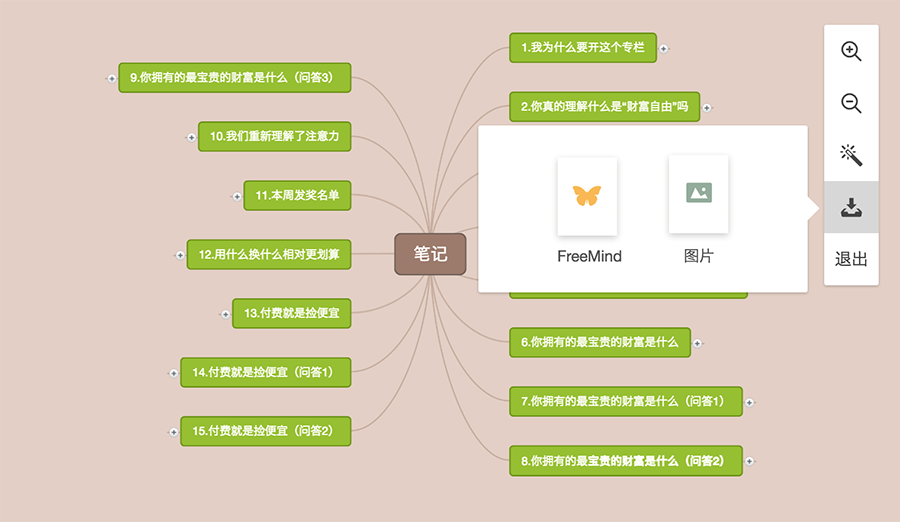 1.我为什么要开这个专栏
2.你真的理解什么是“财富自由”吗
6.你拥有的最宝贵的财富是什么
7.你拥有的最宝贵的财富是什么（问答1）
8.你拥有的最宝贵的财富是什么（问答2）
9.你拥有的最宝贵的财富是什么（问答3）
10.我们重新理解了注意力
11.本周发奖名单
12.用什么换什么相对更划算
13.付费就是捡便宜
14.付费就是捡便宜（问答1）
15.付费就是捡便宜（问答2）
笔记
FreeMind
图片
退出